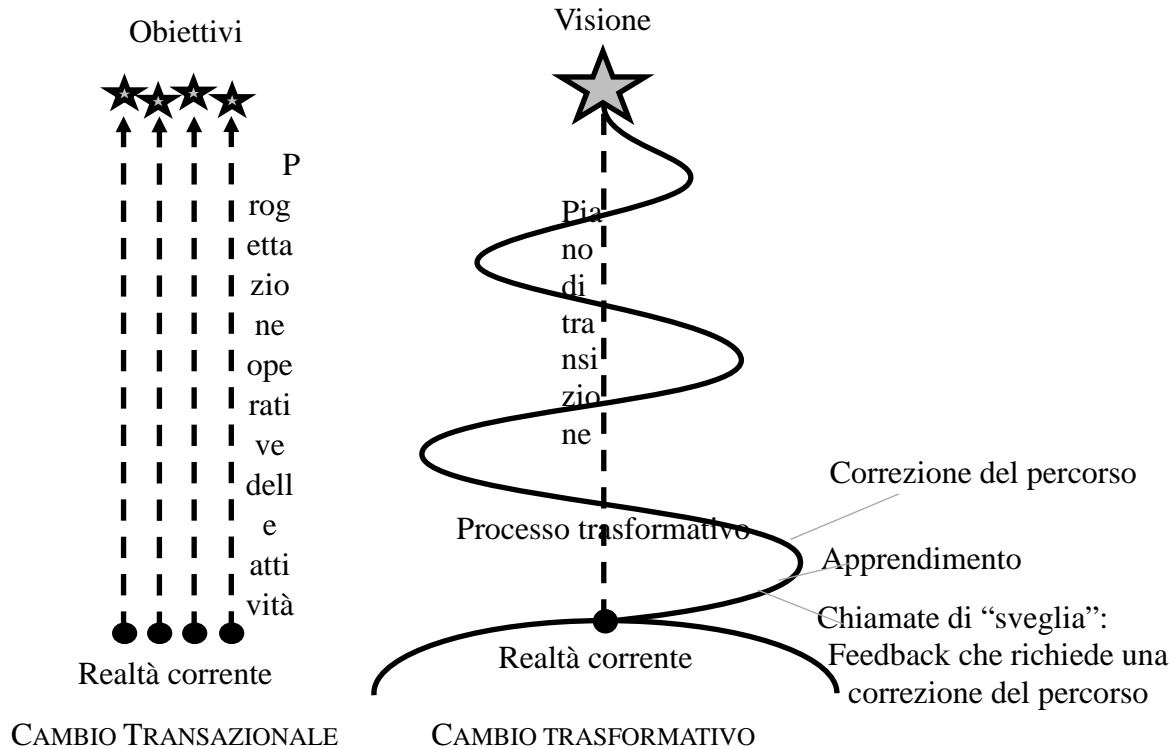 Obiettivi
P
rog
etta
zio
ne
ope
rati
ve
dell
e
atti
vità
Realtà corrente
CAMBIO TRANSAZIONALE
Visione
Pia
no
di
tra
nsi
zio
ne
Processo trasformativo
Correzione del percorso
Apprendimento
Chiamate di “sveglia”:
Feedback che richiede una
correzione del percorso
Realtà corrente
CAMBIO TRASFORMATIVO